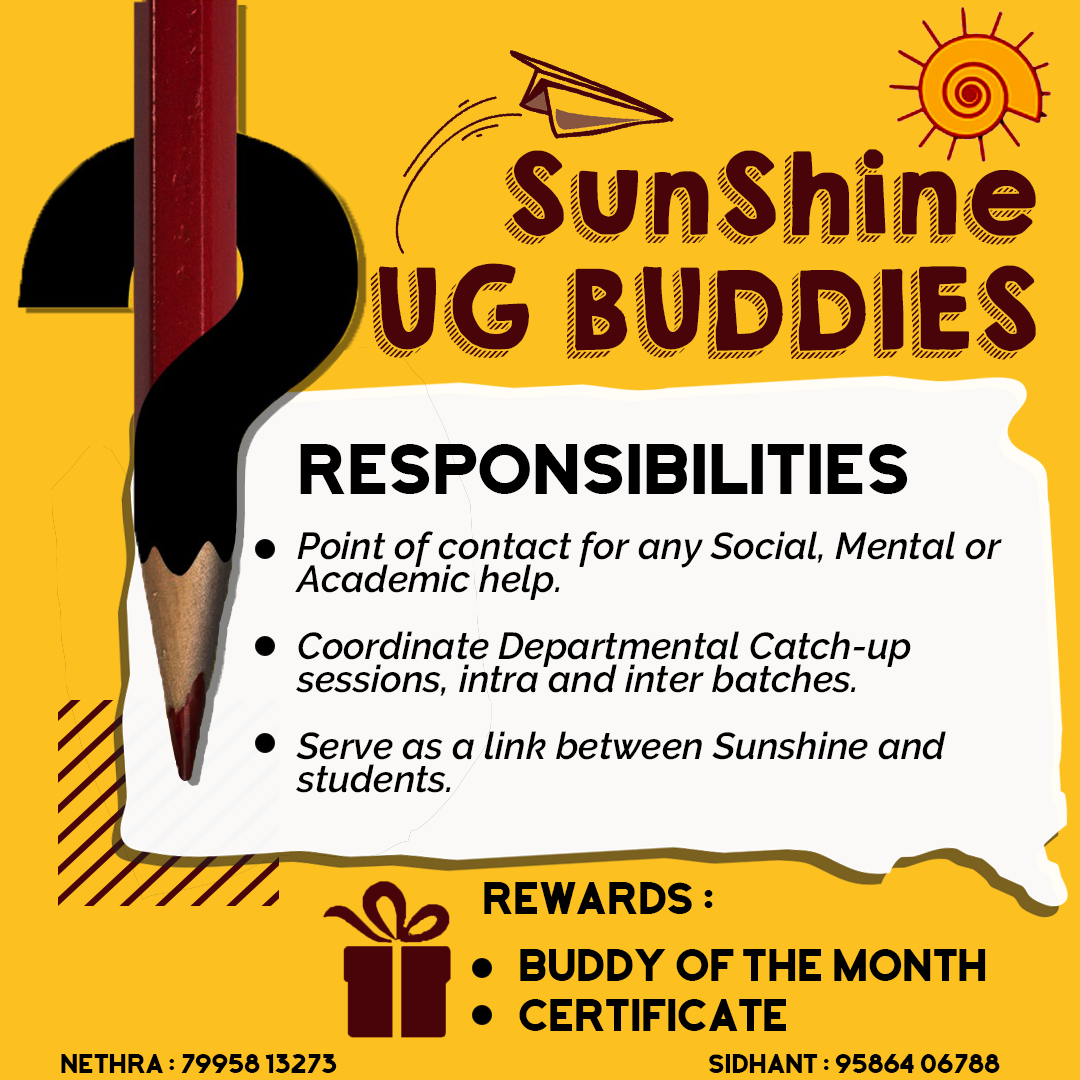 SunShine
UG BUDDIES
RESPONSIBILITIES
● Point of contact for any Social, Mental or
Academic help.
● Coordinate Departmental Catch-up
sessions, intra and inter batches.
● Serve as a link between Sunshine and
students.
REWARDS :
● BUDDY OF THE MONTH
● CERTIFICATE
NETHRA : 79958 13273
SIDHANT : 95864 06788